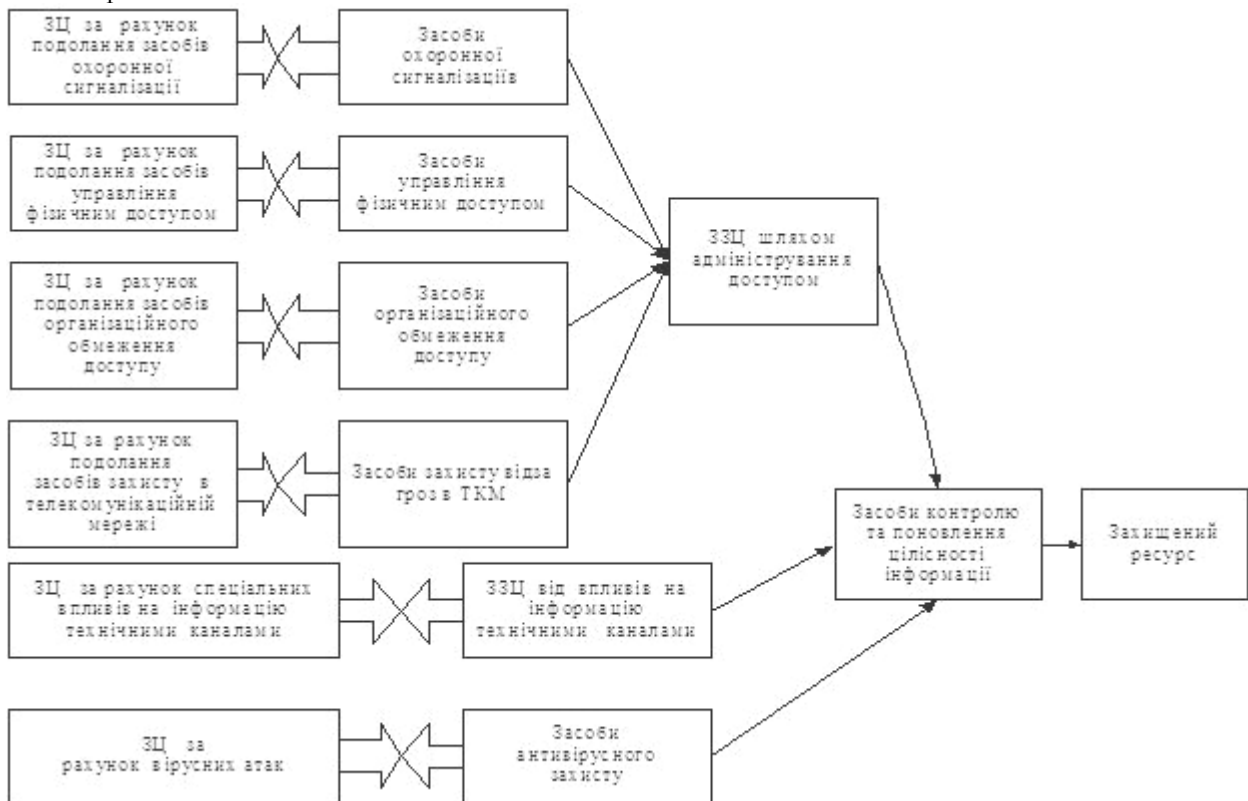 ЗЦ за рахунок
подолання засобів
охоронної
сигналізації
Засоби
охоронної
сигналізаціїв
ЗЦ за рахунок
подолання засобів
управління
фізичним доступом
Засоби
управління
фізичним доступом
ЗЗЦ шляхом
адміністрування
доступом
ЗЦ за рахунок
подолання засобів
організаційного
обмеження
доступу
Засоби
організаційного
обмеження
доступу
ЗЦ за рахунок
подолання
засобів захисту в
телекомунікаційній
мережі
Засоби захисту відза
гроз в ТКМ
Засоби контролю
та поновлення
цілісності
інформації
Захищений
ресурс
ЗЦ за рахунок спеціальних
впливів на інформацію
технічними каналами
ЗЗЦ від впливів на
інформацію
технічними каналами
ЗЦ за
рахунок вірусних атак
Засоби
антивірусного
захисту